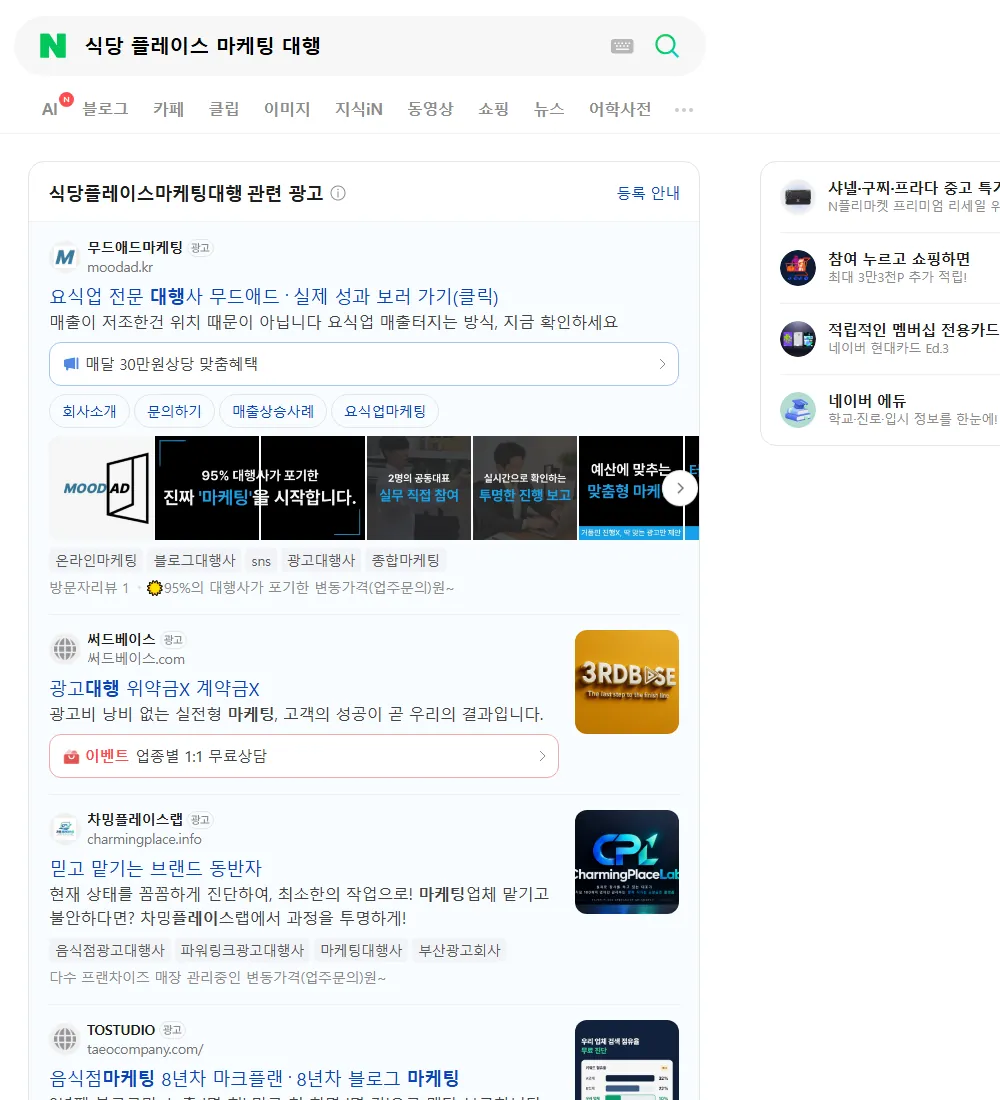 식당 플레이스 마케팅 대행
AI N 블로그 카페 클립 이미지 지식iN 동영상 쇼핑 뉴스 어학사전
식당플레이스마케팅대행 관련 광고
등록 안내
무드애드마케팅 광고
moodad.kr
요식업 전문 대행사 무드애드 · 실제 성과 보러 가기(클릭)
매출이 저조한건 위치 때문이 아닙니다 요식업 매출터지는 방식, 지금 확인하세요
매달 30만원상당 맞춤혜택
회사소개 문의하기 매출상승사례 요식업마케팅
MOOD AD
95% 대행사가 포기한
진짜 '마케팅'을 시작합니다.
2명의 공동대표
실무 직접 참여
실시간으로 확인하는
투명한 진행 보고
예산에 맞추는
맞춤형 마케
온라인마케팅 블로그대행사 sns 광고대행사 종합마케팅
방문자리뷰 1 · 95%의 대행사가 포기한 변동가격(업주문의)원~
써드베이스 광고
써드베이스.com
광고대행 위약금X 계약금X
광고비 낭비 없는 실전형 마케팅, 고객의 성공이 곧 우리의 결과입니다.
이벤트 업종별 1:1 무료상담
3RDBASE
The last step to the finish line
차밍플레이스랩 광고
charmingplace.info
믿고 맡기는 브랜드 동반자
현재 상태를 꼼꼼하게 진단하여, 최소한의 작업으로! 마케팅업체 맡기고
불안하다면? 차밍플레이스랩에서 과정을 투명하게!
음식점광고대행사 파워링크광고대행사 마케팅대행사 부산광고회사
다수 프랜차이즈 매장 관리중인 변동가격(업주문의)원~
CPL
CharmingPlaceLab
TOSTUDIO 광고
taeocompany.com/
음식점마케팅 8년차 마크플랜 · 8년차 블로그 마케팅
우리 업체 검색 점유율
무료 진단
샤넬·구찌·프라다 중고 특가
N플리마켓 프리미엄 리세일 위
참여 누르고 쇼핑하면
최대 3만3천P 추가 적립!
적립적인 멤버십 전용카드
네이버 현대카드 Ed.3
네이버 에듀
학교·진로·입시 정보를 한눈에!